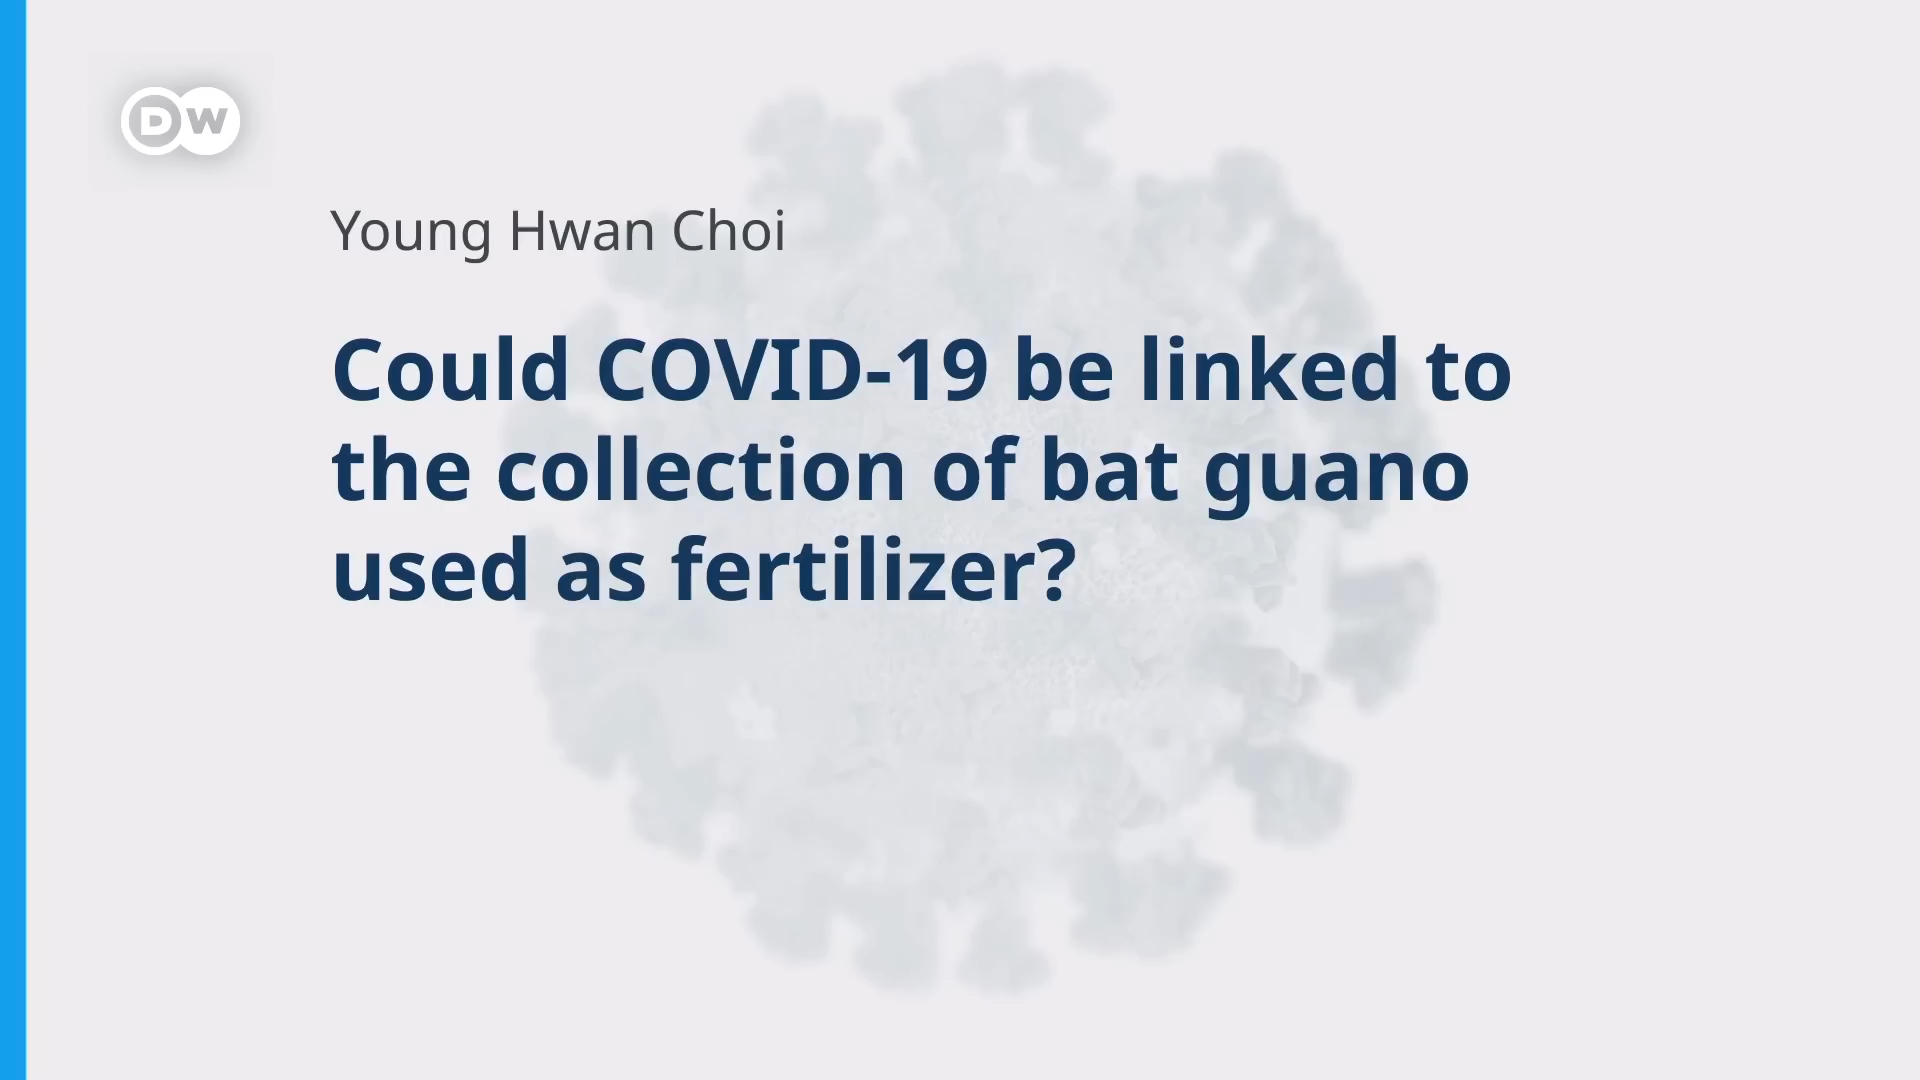 DW
Young Hwan Choi
Could COVID-19 be linked to
the collection of bat guano
used as fertilizer?